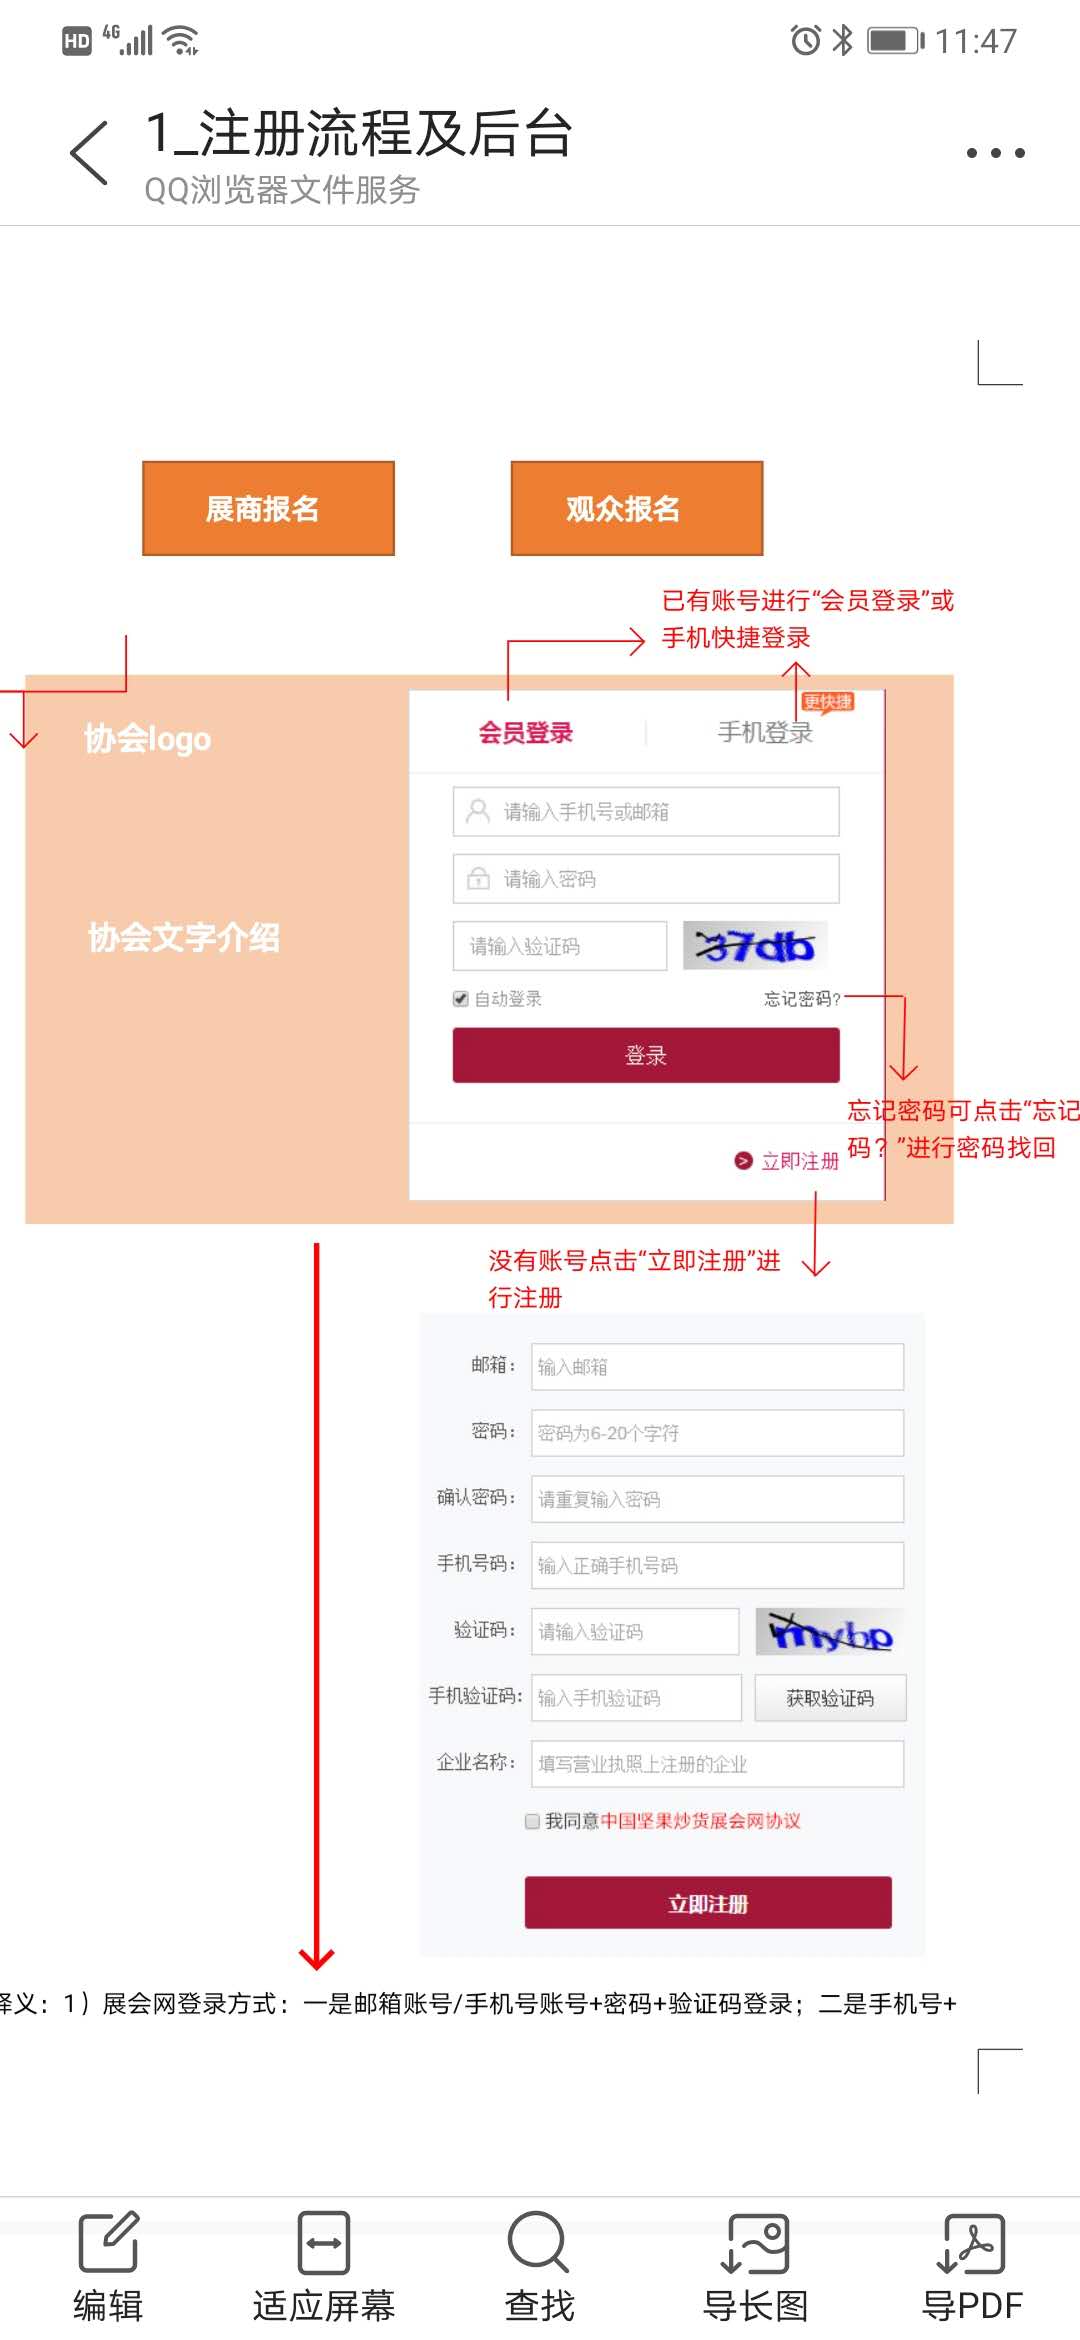 HD 4G 11:47
1_注册流程及后台
QQ浏览器文件服务
展商报名
观众报名
已有账号进行“会员登录”或
手机快捷登录
更快捷
会员登录
手机登录
协会logo
请输入手机号或邮箱
请输入密码
协会文字介绍
请输入验证码
37db
自动登录
忘记密码?
登录
忘记密码可点击“忘记
码？”进行密码找回
立即注册
没有账号点击“立即注册”进
行注册
邮箱：
输入邮箱
密码：
密码为6-20个字符
确认密码：
请重复输入密码
手机号码：
输入正确手机号码
验证码：
请输入验证码
mybp
手机验证码：
输入手机验证码
获取验证码
企业名称：
填写营业执照上注册的企业
我同意中国坚果炒货展会网协议
立即注册
释义：1）展会网登录方式：一是邮箱账号/手机号账号+密码+验证码登录；二是手机号+
编辑
适应屏幕
查找
导长图
导PDF